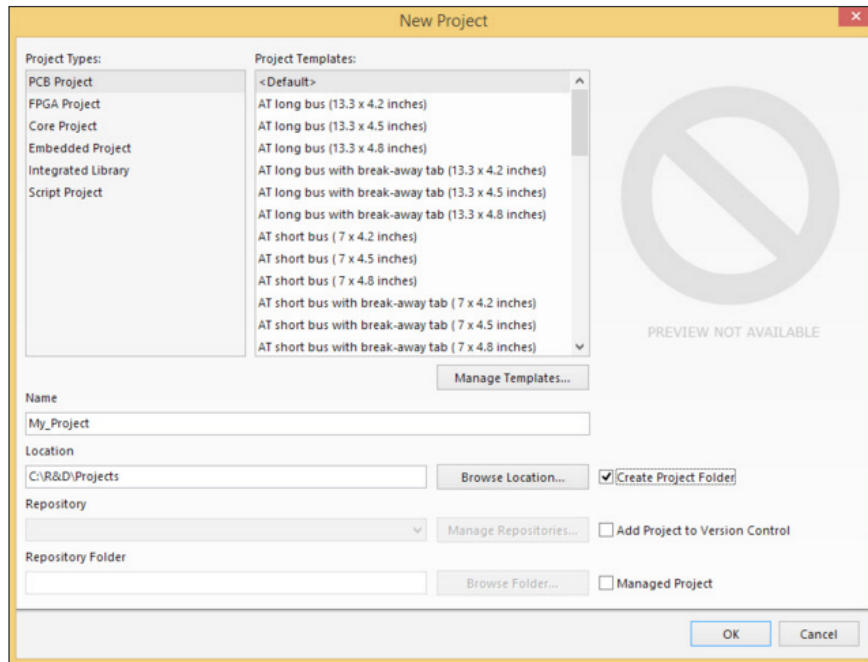 New Project
Project Types:
PCB Project
FPGA Project
Core Project
Embedded Project
Integrated Library
Script Project
Project Templates:
<Default>
AT long bus (13.3 x 4.2 inches)
AT long bus (13.3 x 4.5 inches)
AT long bus (13.3 x 4.8 inches)
AT long bus with break-away tab (13.3 x 4.2 inches)
AT long bus with break-away tab (13.3 x 4.5 inches)
AT long bus with break-away tab (13.3 x 4.8 inches)
AT short bus ( 7 x 4.2 inches)
AT short bus ( 7 x 4.5 inches)
AT short bus ( 7 x 4.8 inches)
AT short bus with break-away tab ( 7 x 4.2 inches)
AT short bus with break-away tab ( 7 x 4.5 inches)
AT short bus with break-away tab ( 7 x 4.8 inches)
PREVIEW NOT AVAILABLE
Manage Templates...
Name
My_Project
Location
C:\R&D\Projects
Browse Location...
Create Project Folder
Repository
Manage Repositories...
Add Project to Version Control
Repository Folder
Browse Folder...
Managed Project
OK
Cancel